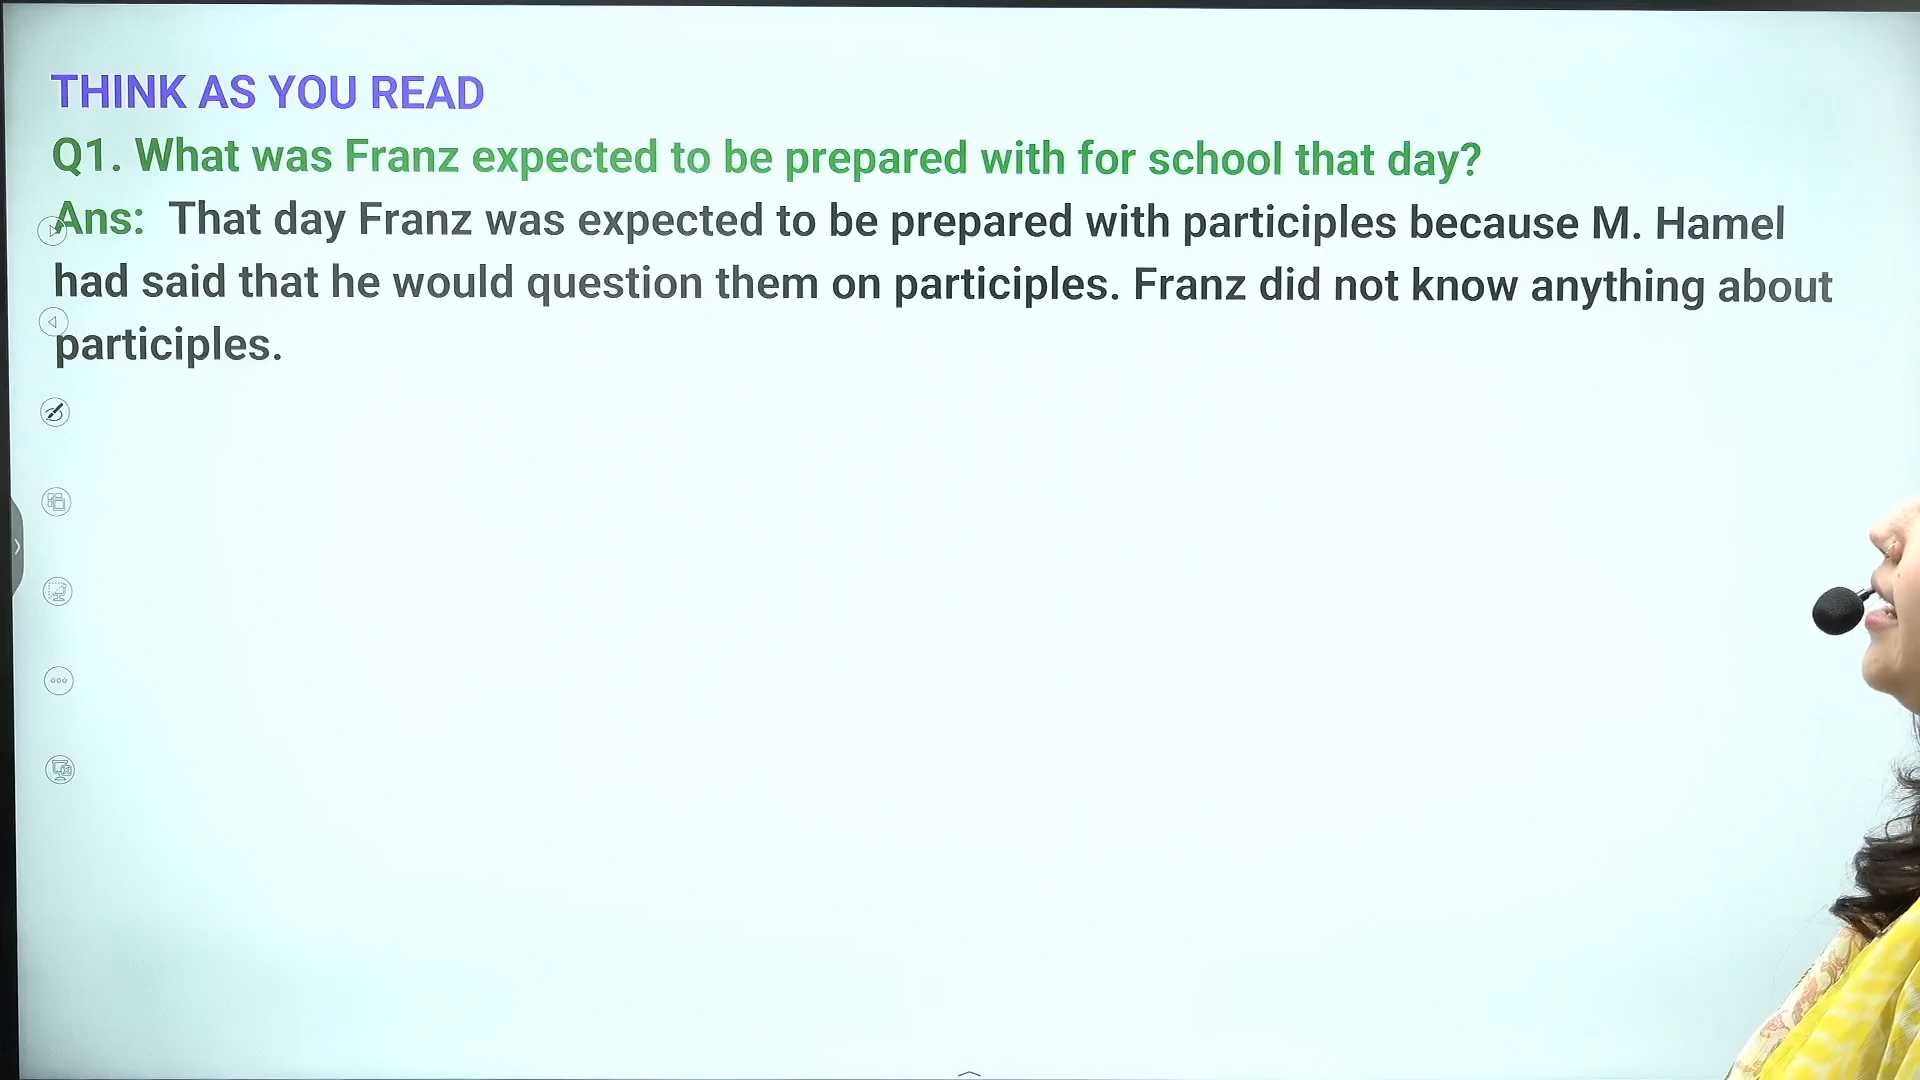 THINK AS YOU READ
Q1. What was Franz expected to be prepared with for school that day?
Ans: That day Franz was expected to be prepared with participles because M. Hamel
had said that he would question them on participles. Franz did not know anything about
participles.